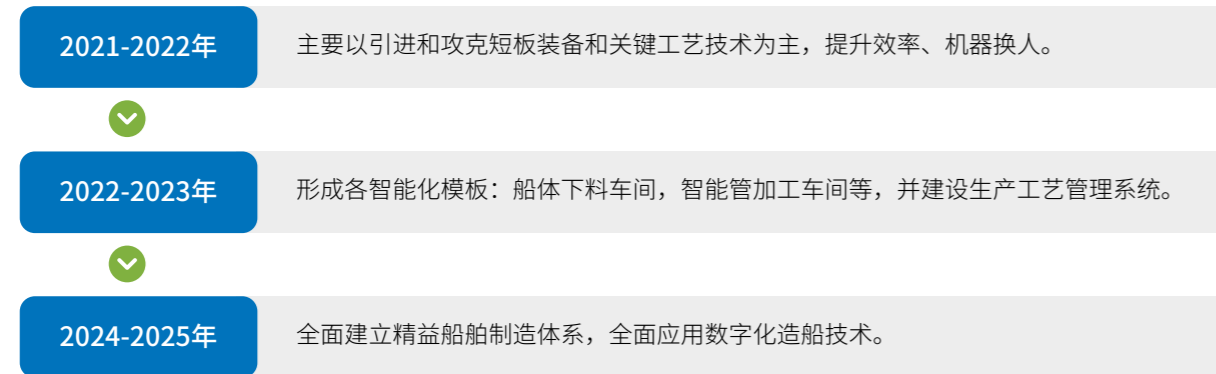 2021-2022年
主要以引进和攻克短板装备和关键工艺技术为主，提升效率、机器换人。
2022-2023年
形成各智能化模板：船体下料车间，智能管加工车间等，并建设生产工艺管理系统。
2024-2025年
全面建立精益船舶制造体系，全面应用数字化造船技术。